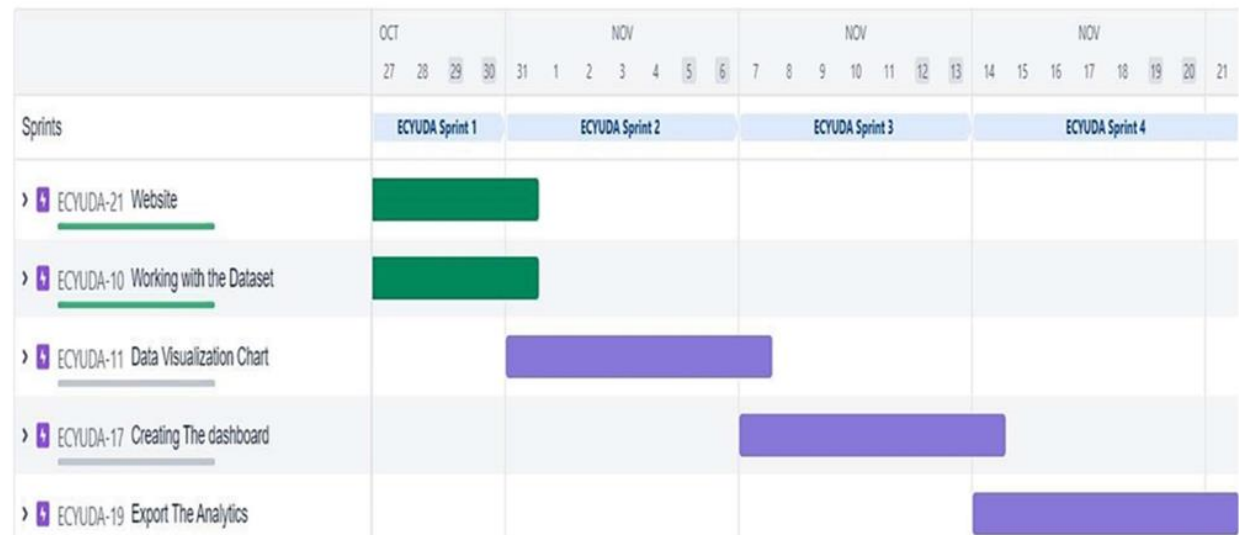 OCT NOV NOV NOV
27 28 29 30 31 1 2 3 4 5 6 7 8 9 10 11 12 13 14 15 16 17 18 19 20 21
Sprints ECYUDA Sprint 1 ECYUDA Sprint 2 ECYUDA Sprint 3 ECYUDA Sprint 4
ECYUDA-21 Website
ECYUDA-10 Working with the Dataset
ECYUDA-11 Data Visualization Chart
ECYUDA-17 Creating The dashboard
ECYUDA-19 Export The Analytics